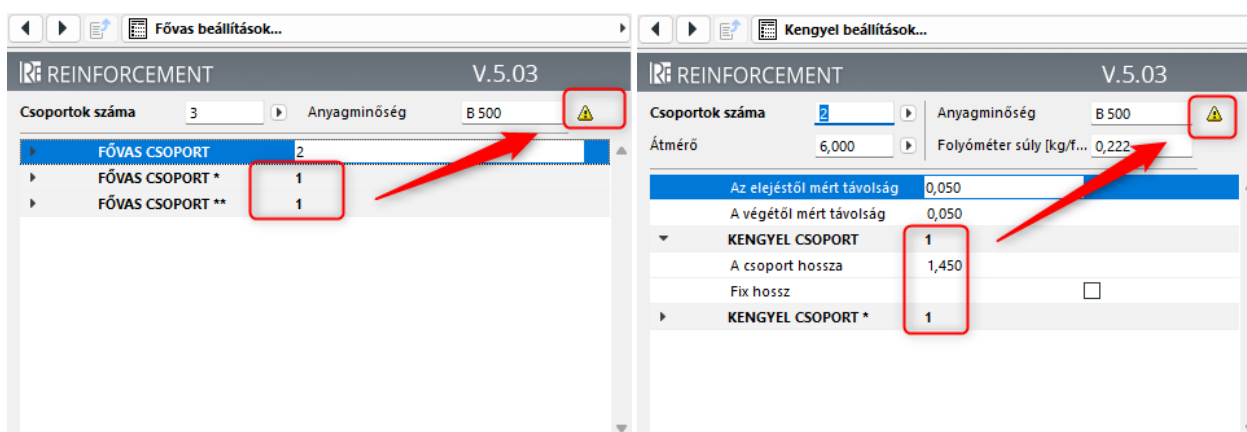 Fővas beállítások...
REINFORCEMENT V.5.03
Csoportok száma 3 Anyagminőség B 500
FŐVAS CSOPORT 2
FŐVAS CSOPORT * 1
FŐVAS CSOPORT ** 1
Kengyel beállítások...
REINFORCEMENT V.5.03
Csoportok száma 2 Anyagminőség B 500
Átmérő 6,000 Folyóméter súly [kg/f... 0,222
Az elejéstől mért távolság 0,050
A végétől mért távolság 0,050
KENGYEL CSOPORT 1
A csoport hossza 1,450
Fix hossz
KENGYEL CSOPORT * 1